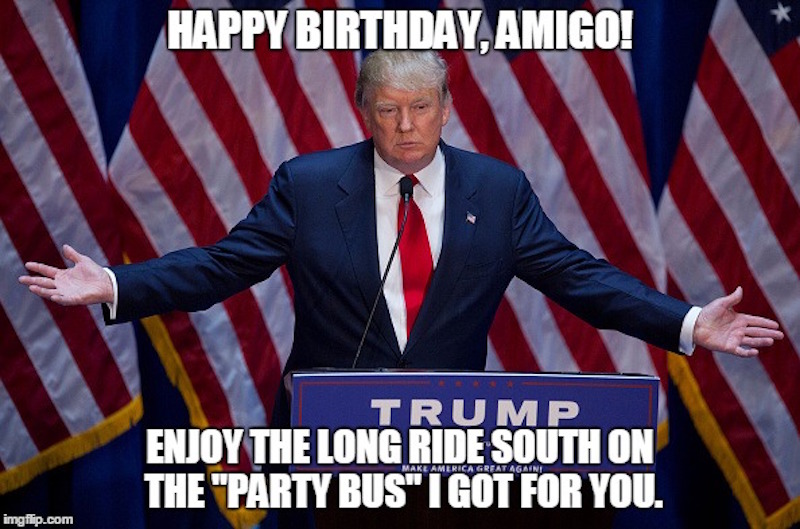 HAPPY BIRTHDAY, AMIGO!
TRUMP
ENJOY THE LONG RIDE SOUTH ON
MAKE AMERICA GREAT AGAIN!
THE "PARTY BUS" I GOT FOR YOU.
imgflip.com